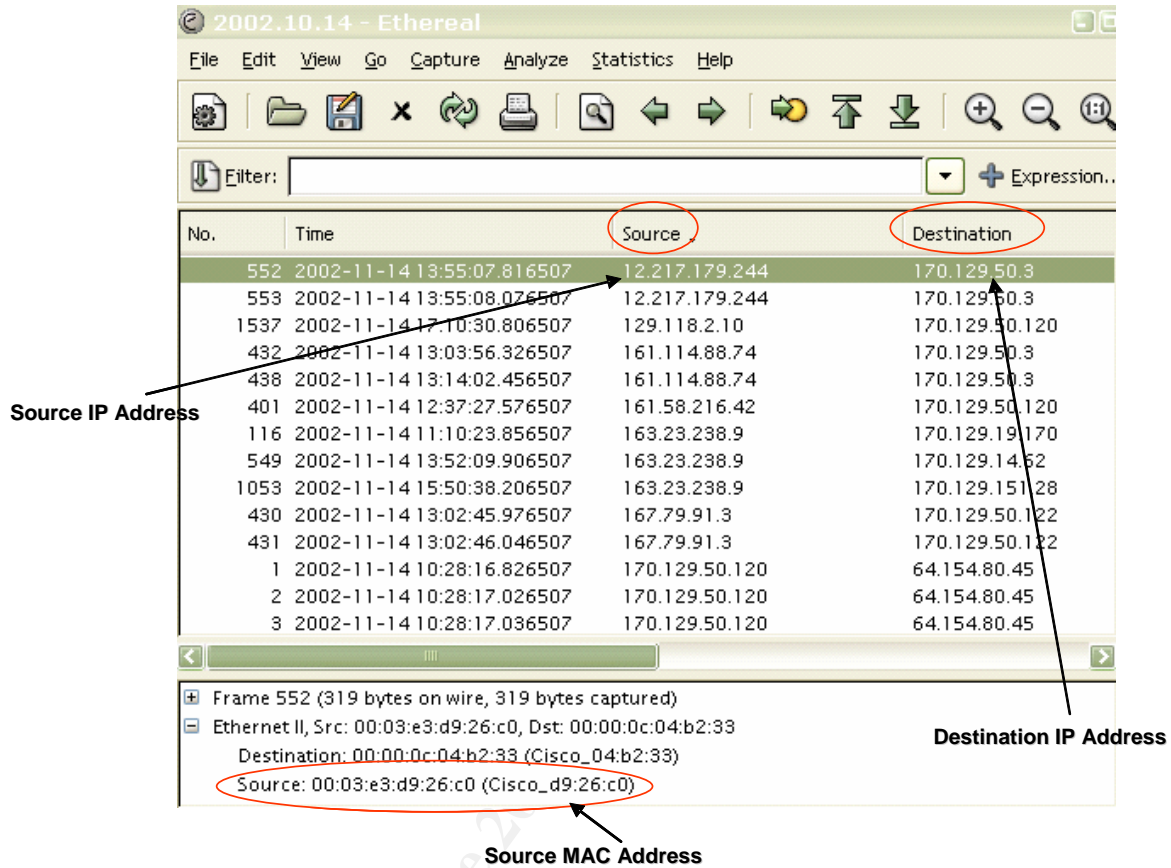 2002.10.14 - Ethereal
File Edit View Go Capture Analyze Statistics Help
1:1
Filter: Expression..
No. Time Source Destination
552 2002-11-14 13:55:07.816507 12.217.179.244 170.129.50.3
553 2002-11-14 13:55:08.076507 12.217.179.244 170.129.50.3
1537 2002-11-14 17:10:30.806507 129.118.2.10 170.129.50.120
432 2002-11-14 13:03:56.326507 161.114.88.74 170.129.50.3
438 2002-11-14 13:14:02.456507 161.114.88.74 170.129.50.3
Source IP Address
401 2002-11-14 12:37:27.576507 161.58.216.42 170.129.50.120
116 2002-11-14 11:10:23.856507 163.23.238.9 170.129.19.170
549 2002-11-14 13:52:09.906507 163.23.238.9 170.129.14.62
1053 2002-11-14 15:50:38.206507 163.23.238.9 170.129.151.28
430 2002-11-14 13:02:45.976507 167.79.91.3 170.129.50.122
431 2002-11-14 13:02:46.046507 167.79.91.3 170.129.50.122
1 2002-11-14 10:28:16.826507 170.129.50.120 64.154.80.45
2 2002-11-14 10:28:17.026507 170.129.50.120 64.154.80.45
3 2002-11-14 10:28:17.036507 170.129.50.120 64.154.80.45
Frame 552 (319 bytes on wire, 319 bytes captured)
Ethernet II, Src: 00:03:e3:d9:26:c0, Dst: 00:00:0c:04:b2:33
Destination IP Address
Destination: 00:00:0c:04:b2:33 (Cisco_04:b2:33)
Source: 00:03:e3:d9:26:c0 (Cisco_d9:26:c0)
Source MAC Address